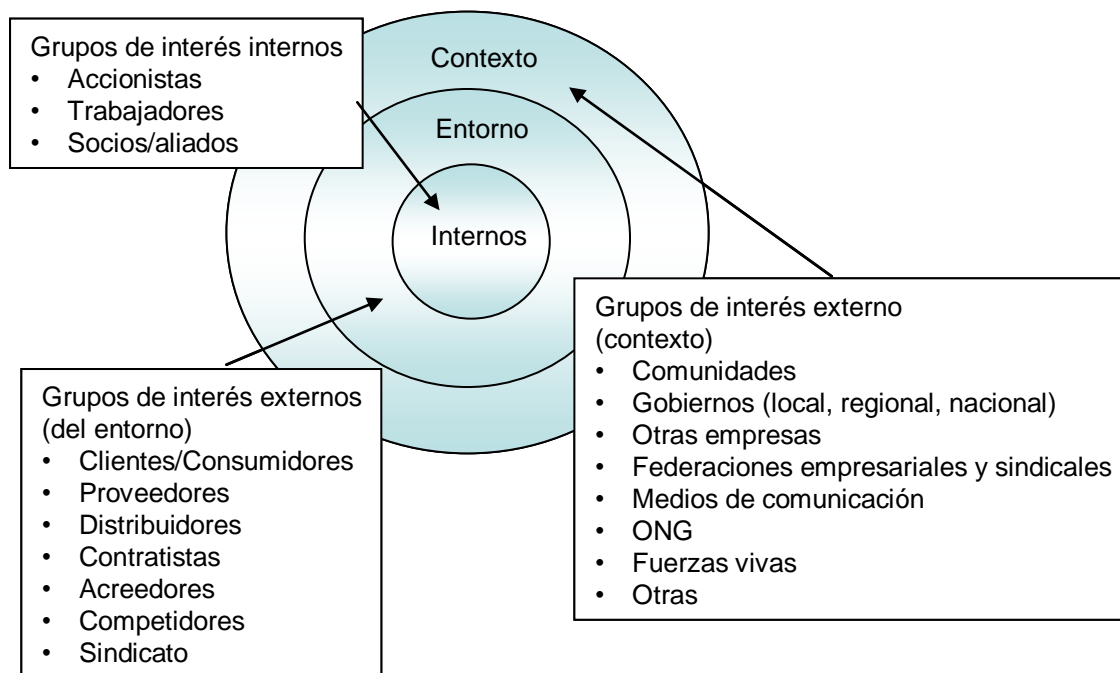 Grupos de interés internos
• Accionistas
• Trabajadores
• Socios/aliados
Contexto
Entorno
Internos
Grupos de interés externos
(del entorno)
• Clientes/Consumidores
• Proveedores
• Distribuidores
• Contratistas
• Acreedores
• Competidores
• Sindicato
Grupos de interés externo
(contexto)
• Comunidades
• Gobiernos (local, regional, nacional)
• Otras empresas
• Federaciones empresariales y sindicales
• Medios de comunicación
• ONG
• Fuerzas vivas
• Otras